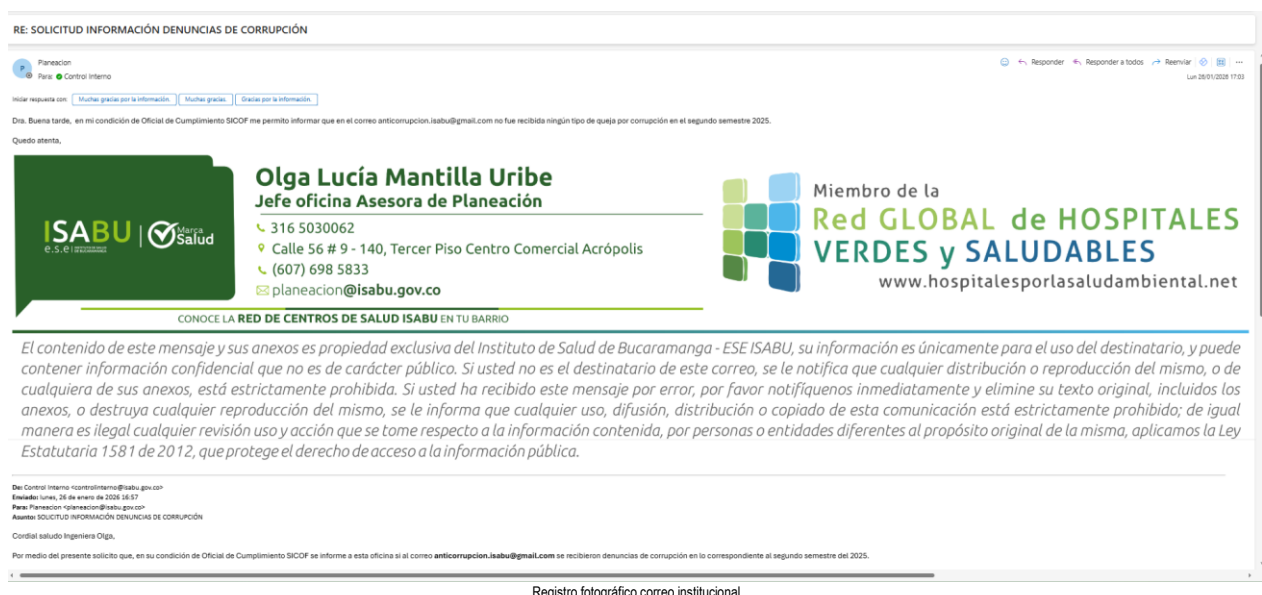 RE: SOLICITUD INFORMACIÓN DENUNCIAS DE CORRUPCIÓN
P
Planeacion
Para: Control Interno
Responder Responder a todos Reenviar
Lun 26/01/2026 17:03
Iniciar respuesta con: Muchas gracias por la información. Muchas gracias. Gracias por la información.
Dra. Buena tarde, en mi condición de Oficial de Cumplimiento SICOF me permito informar que en el correo anticorrupcion.isabu@gmail.com no fue recibida ningún tipo de queja por corrupción en el segundo semestre 2025.
Quedo atenta,
ISABU
e.s.e
Marca
Salud
Olga Lucía Mantilla Uribe
Jefe oficina Asesora de Planeación
316 5030062
Calle 56 # 9 - 140, Tercer Piso Centro Comercial Acrópolis
(607) 698 5833
planeacion@isabu.gov.co
CONOCE LA RED DE CENTROS DE SALUD ISABU EN TU BARRIO
Miembro de la
Red GLOBAL de HOSPITALES
VERDES y SALUDABLES
www.hospitalesporlasaludambiental.net
El contenido de este mensaje y sus anexos es propiedad exclusiva del Instituto de Salud de Bucaramanga - ESE ISABU, su información es únicamente para el uso del destinatario, y puede
contener información confidencial que no es de carácter público. Si usted no es el destinatario de este correo, se le notifica que cualquier distribución o reproducción del mismo, o de
cualquiera de sus anexos, está estrictamente prohibida. Si usted ha recibido este mensaje por error, por favor notifíquenos inmediatamente y elimine su texto original, incluidos los
anexos, o destruya cualquier reproducción del mismo, se le informa que cualquier uso, difusión, distribución o copiado de esta comunicación está estrictamente prohibido; de igual
manera es ilegal cualquier revisión uso y acción que se tome respecto a la información contenida, por personas o entidades diferentes al propósito original de la misma, aplicamos la Ley
Estatutaria 1581 de 2012, que protege el derecho de acceso a la información pública.
De: Control Interno <controlinterno@isabu.gov.co>
Enviado: lunes, 26 de enero de 2026 16:57
Para: Planeacion <planeacion@isabu.gov.co>
Asunto: SOLICITUD INFORMACIÓN DENUNCIAS DE CORRUPCIÓN
Cordial saludo Ingeniera Olga,
Por medio del presente solicito que, en su condición de Oficial de Cumplimiento SICOF se informe a esta oficina si al correo anticorrupcion.isabu@gmail.com se recibieron denuncias de corrupción en lo correspondiente al segundo semestre del 2025.
Registro fotográfico correo institucional